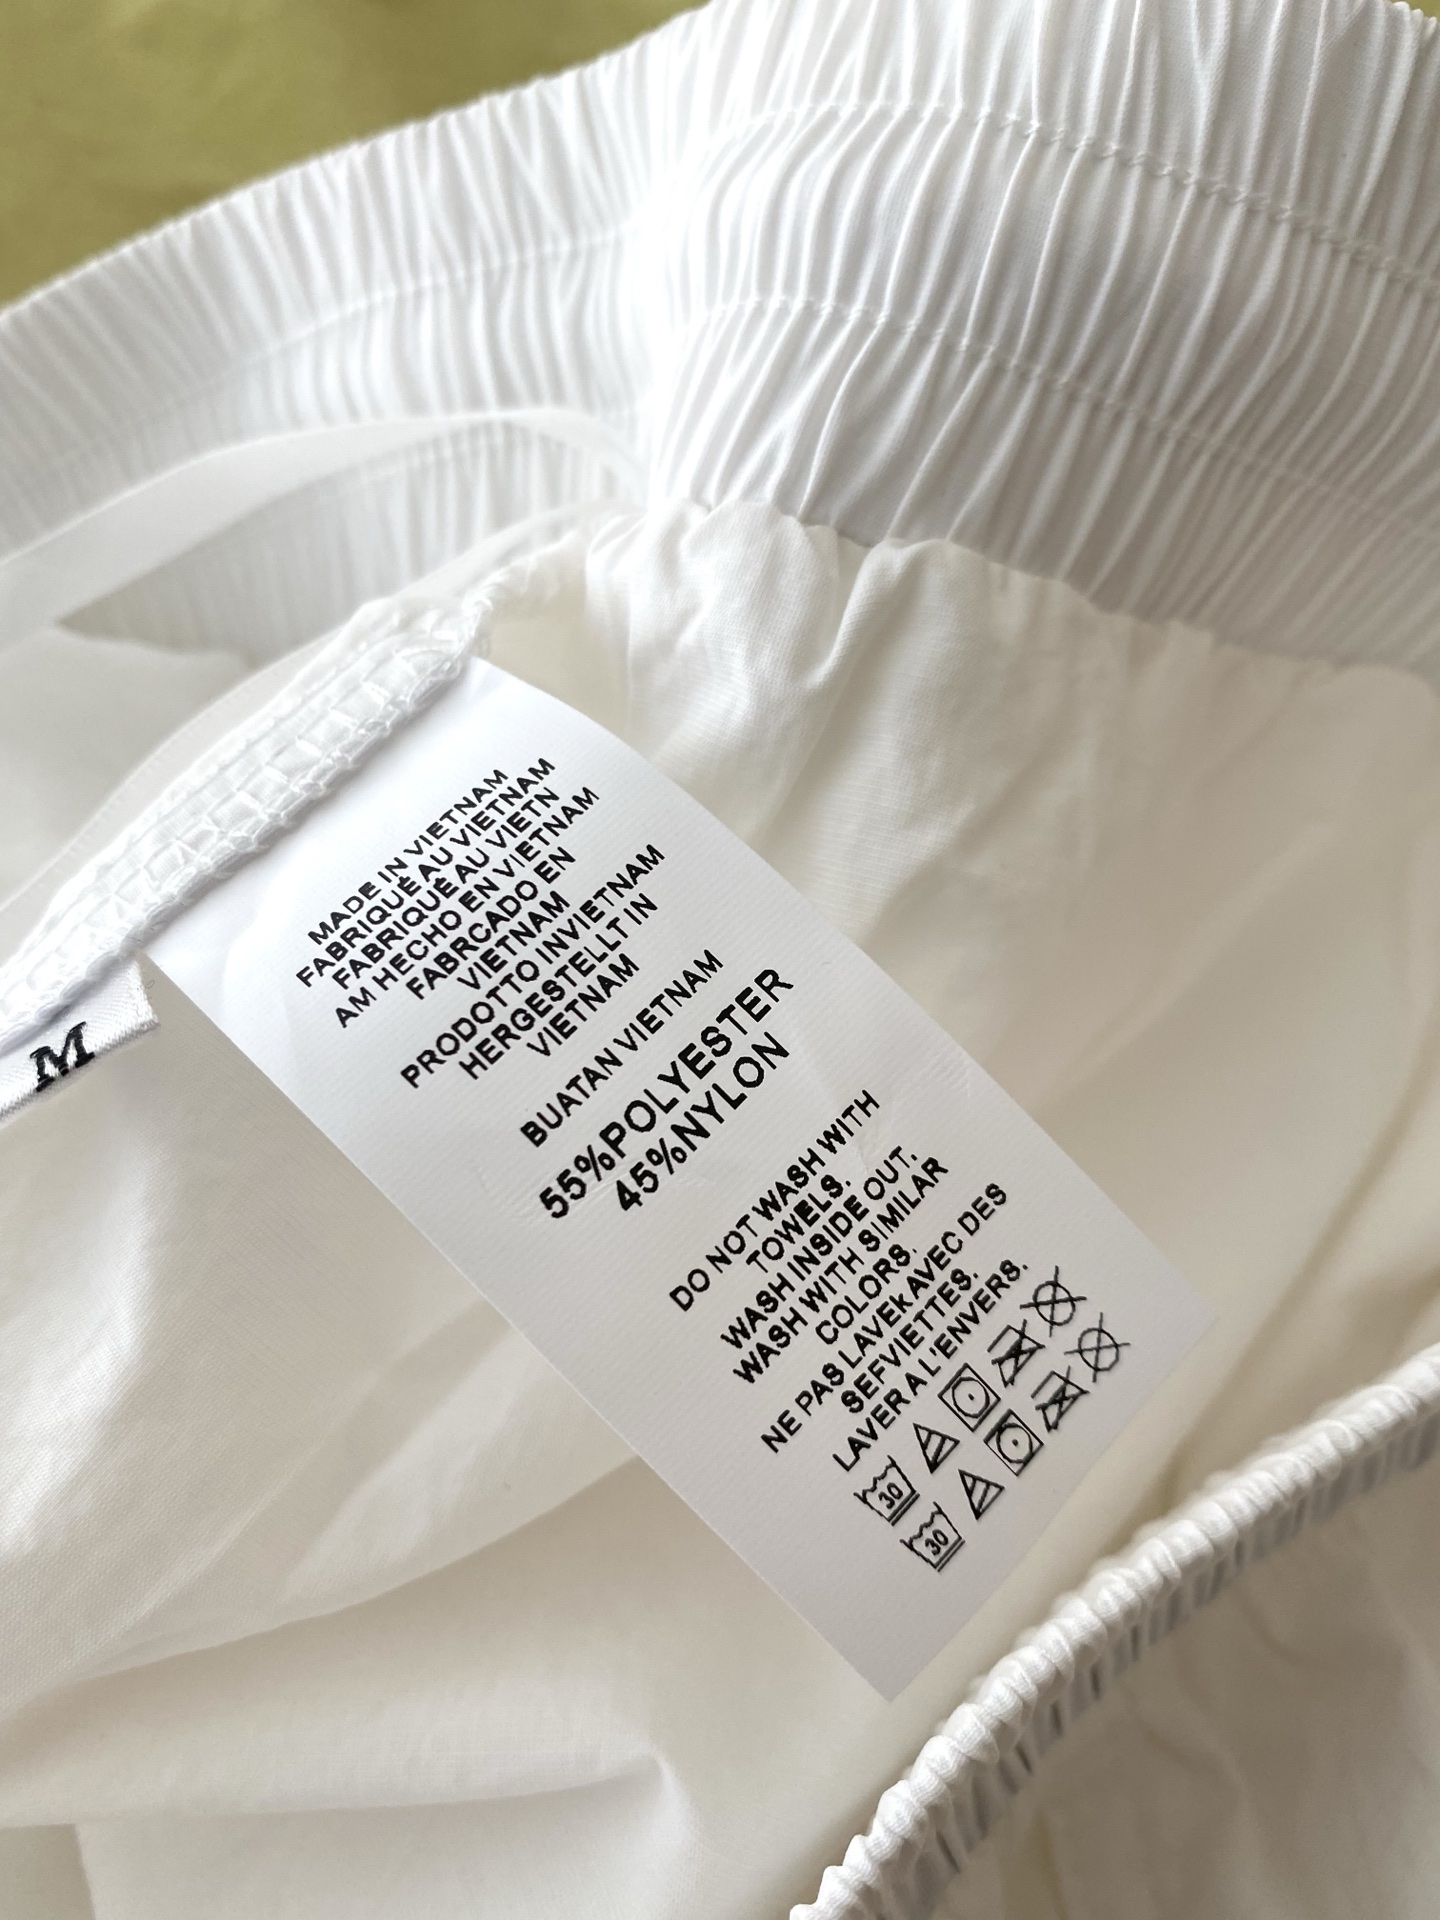 MADE IN VIETNAM
FABRIQUÉ AU VIETNAM
FABRIQUÉ AU VIETN
AM HECHO EN VIETNAM
FABRCADO EN
VIETNAM
PRODOTTO INVIETNAM
HERGESTELLT IN
VIETNAM
BUATAN VIETNAM
55%POLYESTER
45%NYLON
DO NOT WASH WITH
TOWELS.
WASH INSIDE OUT.
WASH WITH SIMILAR
COLORS.
NE PAS LAVEK AVEC DES
SEFVIETTES.
LAVER A L'ENVERS.
30
30
M